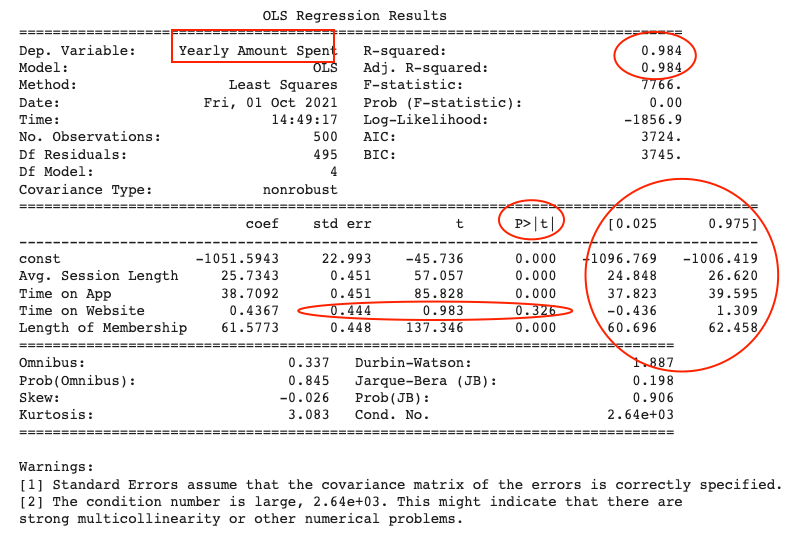 OLS Regression Results
==============================================================================
Dep. Variable: Yearly Amount Spent R-squared: 0.984
Model: OLS Adj. R-squared: 0.984
Method: Least Squares F-statistic: 7766.
Date: Fri, 01 Oct 2021 Prob (F-statistic): 0.00
Time: 14:49:17 Log-Likelihood: -1856.9
No. Observations: 500 AIC: 3724.
Df Residuals: 495 BIC: 3745.
Df Model: 4
Covariance Type: nonrobust
========================================================================================
coef std err t P>|t| [0.025 0.975]
----------------------------------------------------------------------------------------
const -1051.5943 22.993 -45.736 0.000 -1096.769 -1006.419
Avg. Session Length 25.7343 0.451 57.057 0.000 24.848 26.620
Time on App 38.7092 0.451 85.828 0.000 37.823 39.595
Time on Website 0.4367 0.444 0.983 0.326 -0.436 1.309
Length of Membership 61.5773 0.448 137.346 0.000 60.696 62.458
==============================================================================
Omnibus: 0.337 Durbin-Watson: 1.887
Prob(Omnibus): 0.845 Jarque-Bera (JB): 0.198
Skew: -0.026 Prob(JB): 0.906
Kurtosis: 3.083 Cond. No. 2.64e+03
==============================================================================
Warnings:
[1] Standard Errors assume that the covariance matrix of the errors is correctly specified.
[2] The condition number is large, 2.64e+03. This might indicate that there are
strong multicollinearity or other numerical problems.